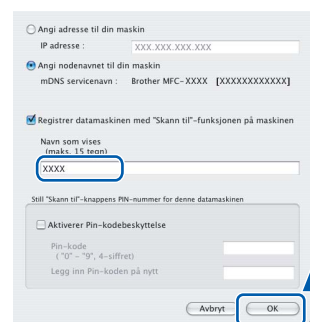 Angi adresse til din maskin
IP adresse : XXX.XXX.XXX.XXX
Angi nodenavnet til din maskin
mDNS servicenavn : Brother MFC-XXXX [XXXXXXXXXXXX]
Registrer datamaskinen med "Skann til"-funksjonen på maskinen
Navn som vises
(maks. 15 tegn)
XXXX
Still "Skann til"-knappens PIN-nummer for denne datamaskinen
Aktiverer Pin-kodebeskyttelse
Pin-kode
("0" - "9", 4-siffret)
Legg inn Pin-koden på nytt
Avbryt OK